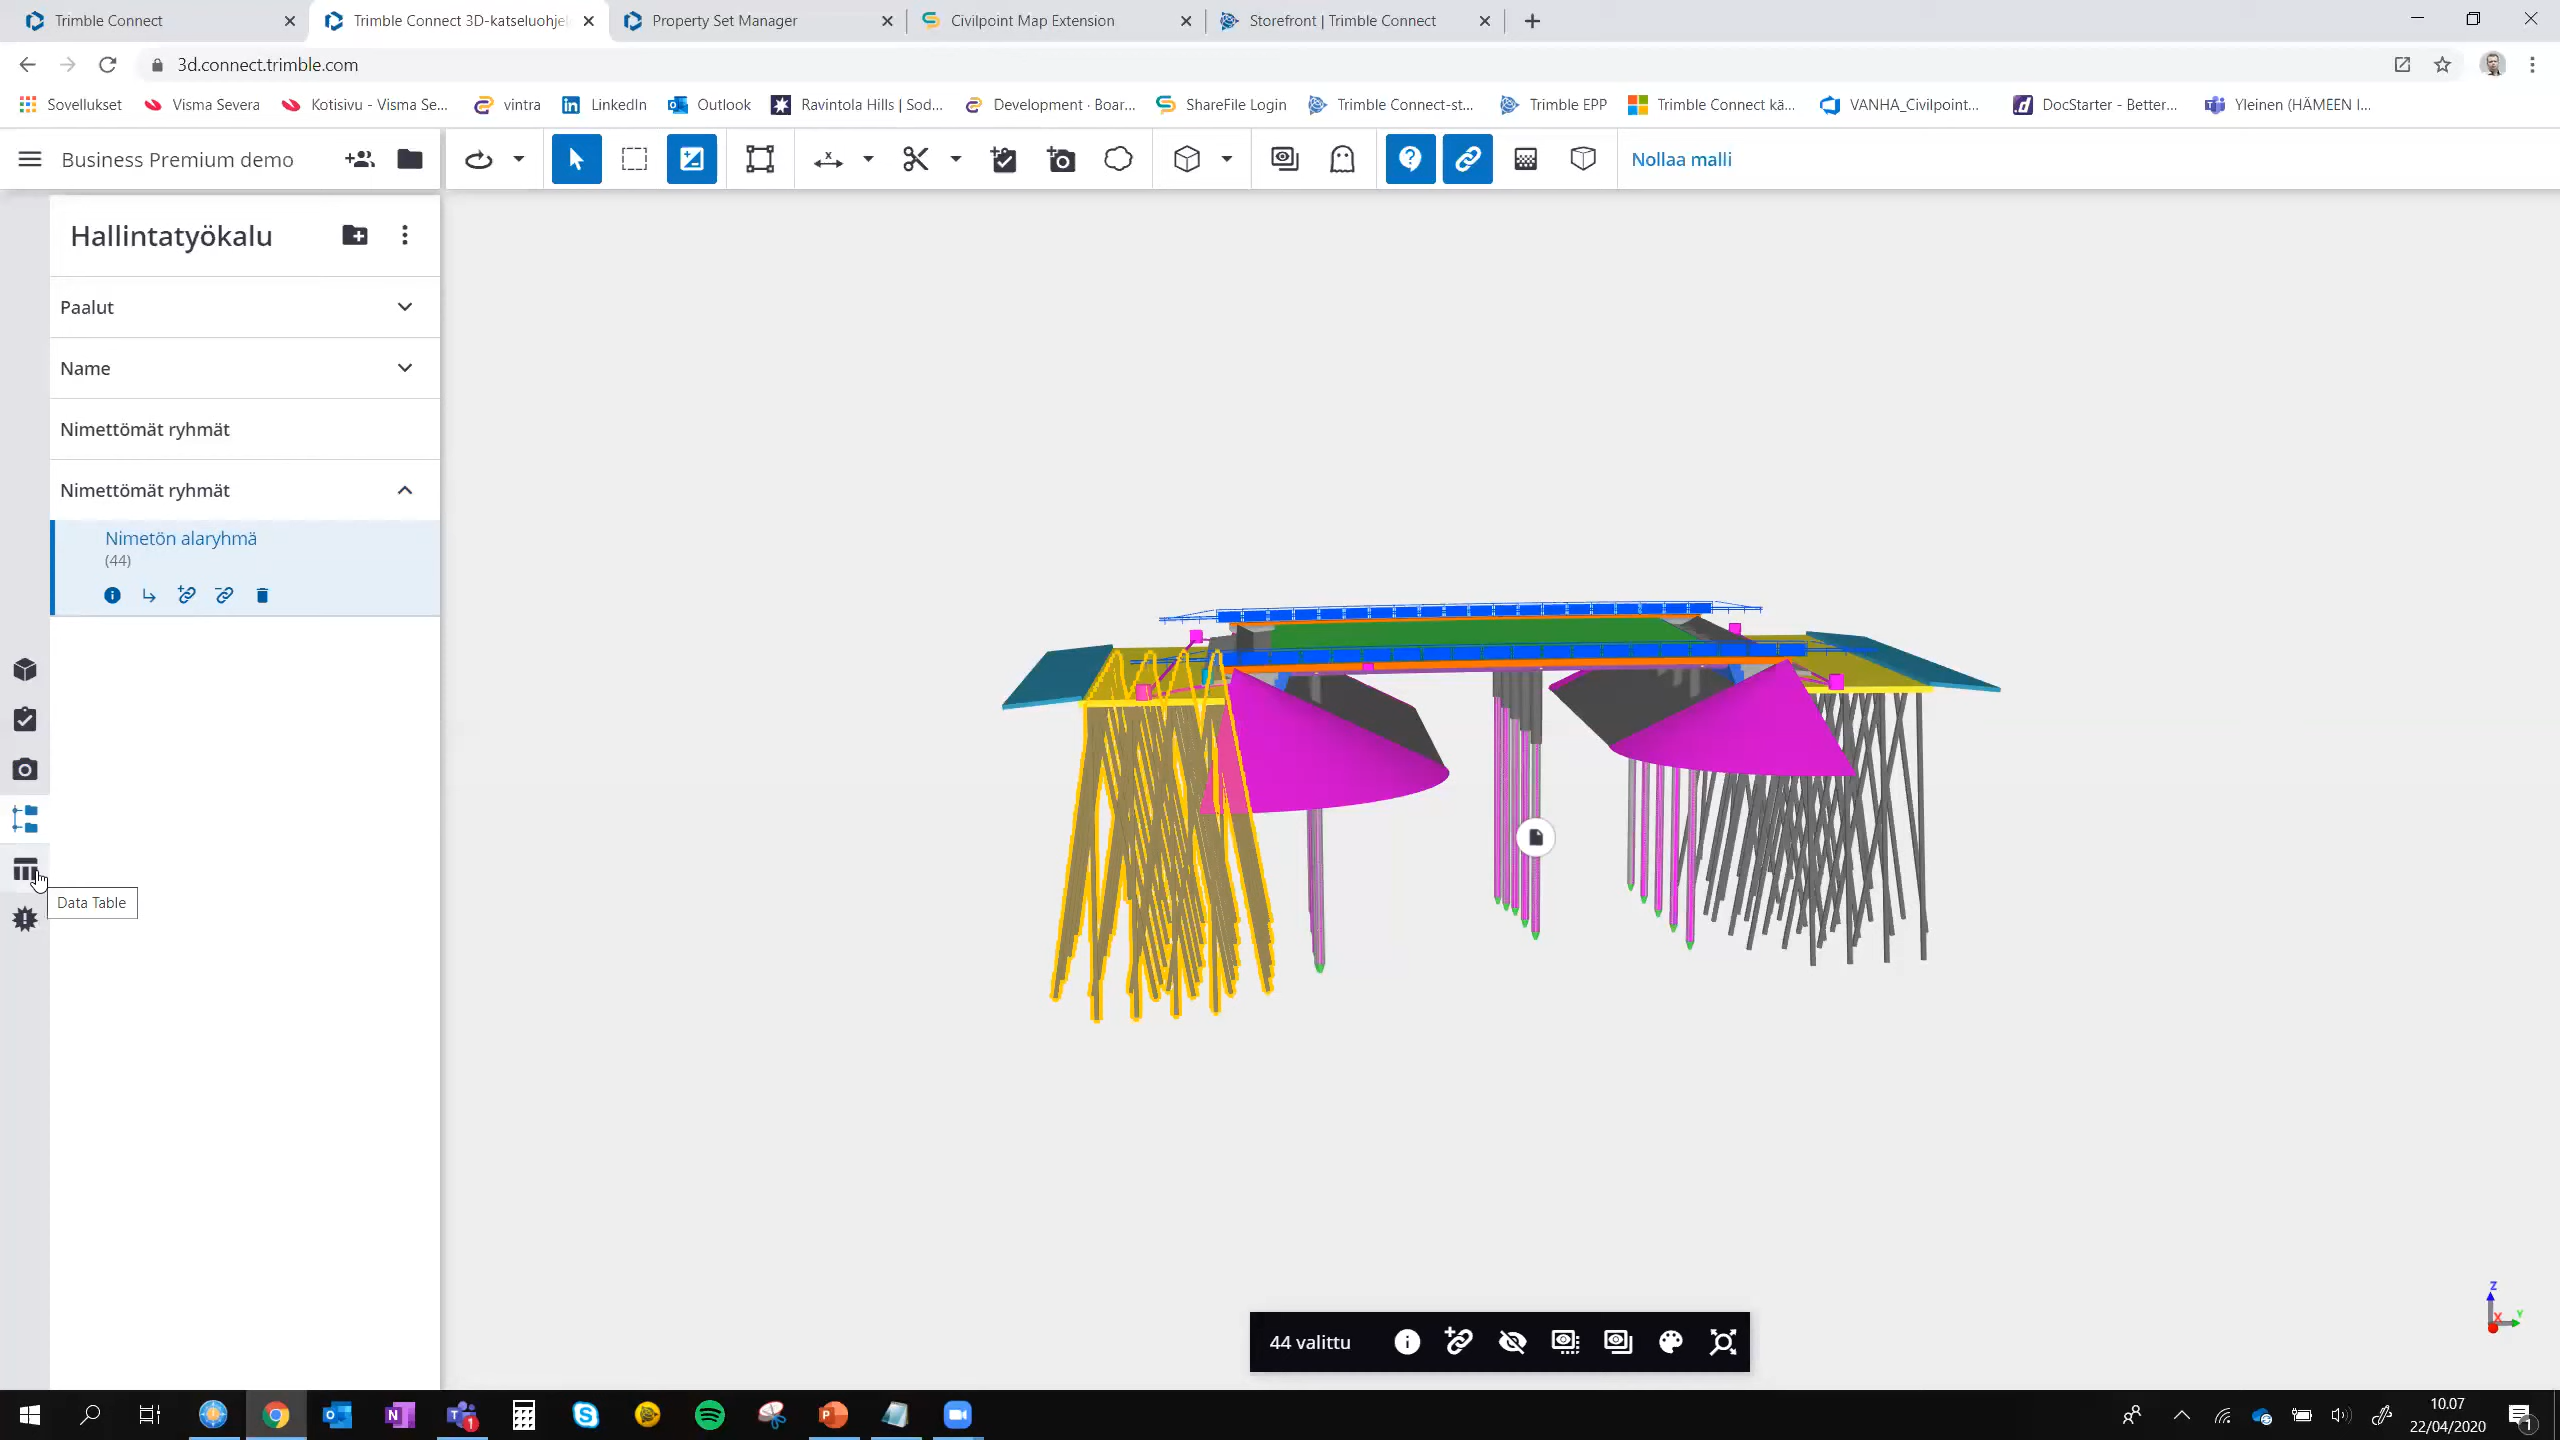 Trimble Connect
Trimble Connect 3D-katseluohjel
Property Set Manager
Civilpoint Map Extension
Storefront | Trimble Connect
3d.connect.trimble.com
Sovellukset
Visma Severa
Kotisivu - Visma Se...
vintra
LinkedIn
Outlook
Ravintola Hills | Sod...
Development · Boar...
ShareFile Login
Trimble Connect-st...
Trimble EPP
Trimble Connect kä...
VANHA_Civilpoint...
DocStarter - Better...
Yleinen (HÄMEEN I...
Business Premium demo
Nollaa malli
Hallintatyökalu
Paalut
Name
Nimettömät ryhmät
Nimettömät ryhmät
Nimetön alaryhmä
(44)
Data Table
Z
X
Y
44 valittu
10.07
22/04/2020